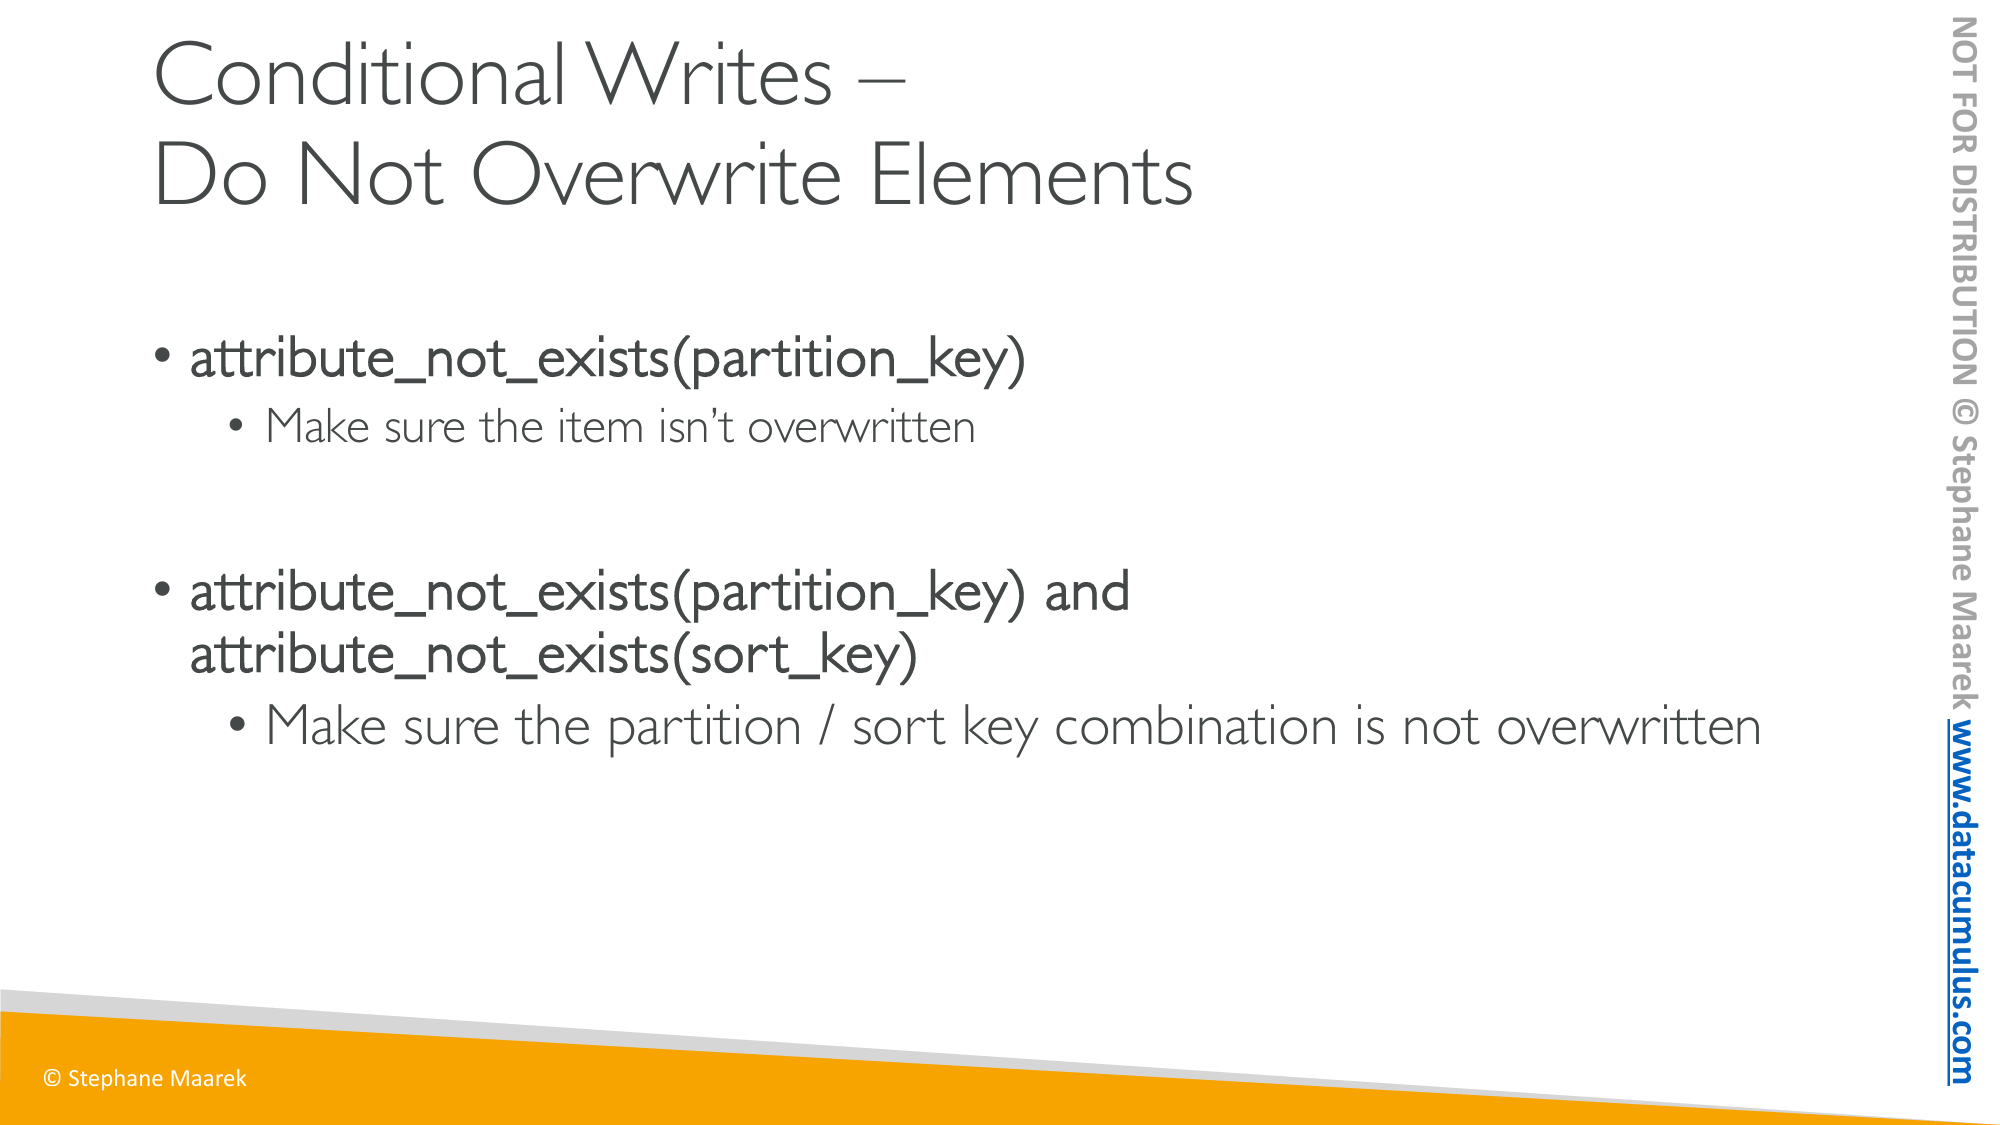 Conditional Writes –
Do Not Overwrite Elements
• attribute_not_exists(partition_key)
• Make sure the item isn’t overwritten
• attribute_not_exists(partition_key) and
attribute_not_exists(sort_key)
• Make sure the partition / sort key combination is not overwritten
© Stephane Maarek
NOT FOR DISTRIBUTION © Stephane Maarek www.datacumulus.com